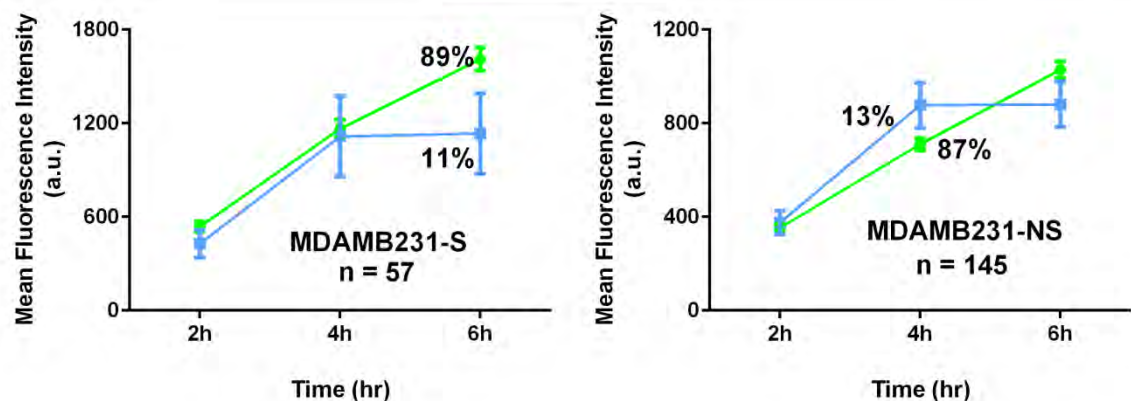 Mean Fluorescence Intensity
(a.u.)
1800
1200
600
0
89%
11%
MDAMB231-S
n = 57
2h
4h
6h
Time (hr)
Mean Fluorescence Intensity
(a.u.)
1200
800
400
0
13%
87%
MDAMB231-NS
n = 145
2h
4h
6h
Time (hr)